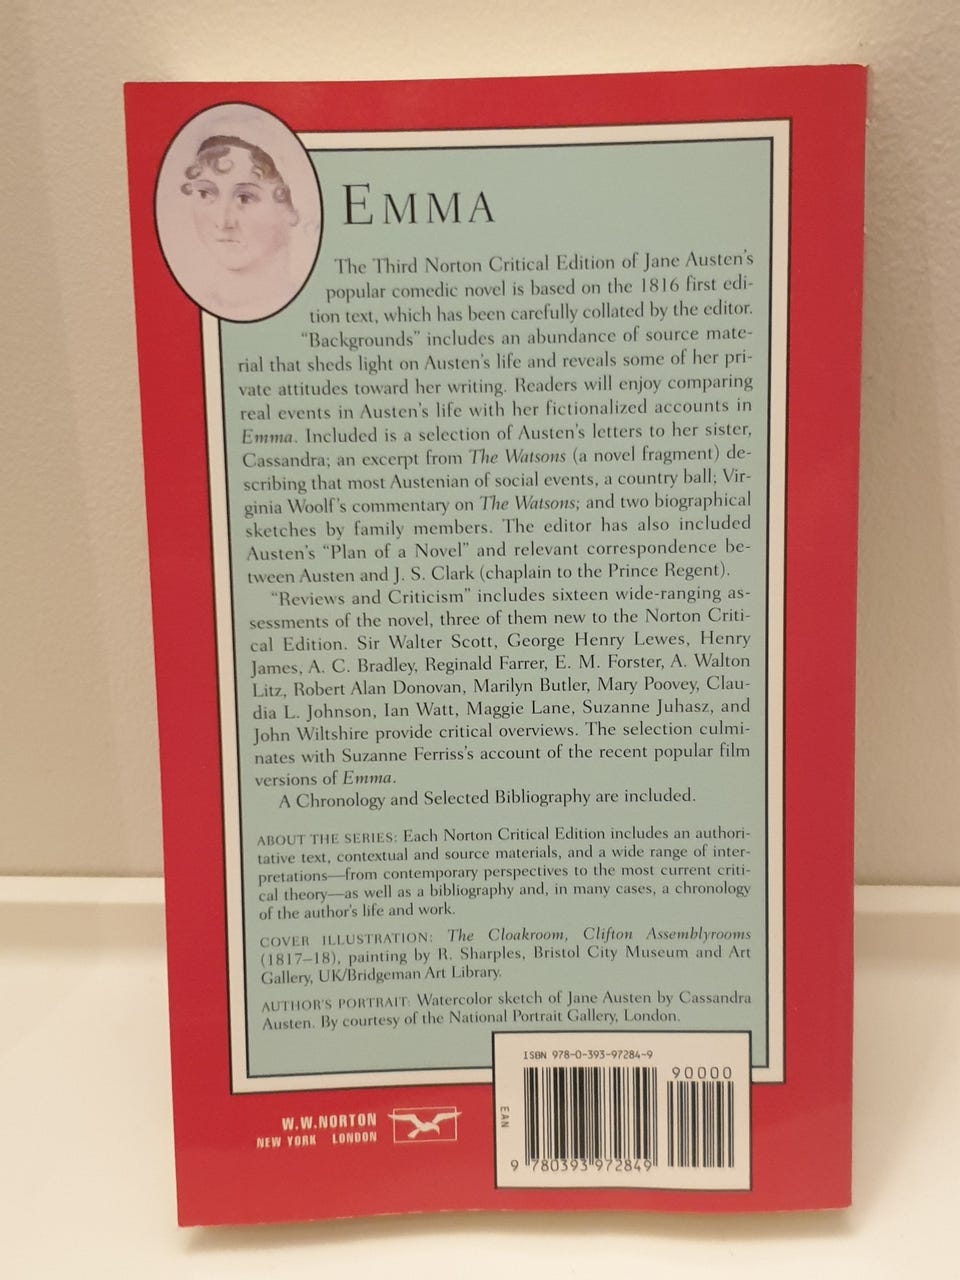 EMMA
The Third Norton Critical Edition of Jane Austen's
popular comedic novel is based on the 1816 first edi-
tion text, which has been carefully collated by the editor.
"Backgrounds" includes an abundance of source mate-
rial that sheds light on Austen's life and reveals some of her pri-
vate attitudes toward her writing. Readers will enjoy comparing
real events in Austen's life with her fictionalized accounts in
Emma. Included is a selection of Austen's letters to her sister,
Cassandra; an excerpt from The Watsons (a novel fragment) de-
scribing that most Austenian of social events, a country ball; Vir-
ginia Woolf's commentary on The Watsons; and two biographical
sketches by family members. The editor has also included
Austen's "Plan of a Novel" and relevant correspondence be-
tween Austen and J. S. Clark (chaplain to the Prince Regent).
"Reviews and Criticism" includes sixteen wide-ranging as-
sessments of the novel, three of them new to the Norton Criti-
cal Edition. Sir Walter Scott, George Henry Lewes, Henry
James, A. C. Bradley, Reginald Farrer, E. M. Forster, A. Walton
Litz, Robert Alan Donovan, Marilyn Butler, Mary Poovey, Clau-
dia L. Johnson, Ian Watt, Maggie Lane, Suzanne Juhasz, and
John Wiltshire provide critical overviews. The selection culmi-
nates with Suzanne Ferriss's account of the recent popular film
versions of Emma.
A Chronology and Selected Bibliography are included.
ABOUT THE SERIES: Each Norton Critical Edition includes an authori-
tative text, contextual and source materials, and a wide range of inter-
pretations—from contemporary perspectives to the most current criti-
cal theory—as well as a bibliography and, in many cases, a chronology
of the author's life and work.
COVER ILLUSTRATION: The Cloakroom, Clifton Assemblyrooms
(1817–18), painting by R. Sharples, Bristol City Museum and Art
Gallery, UK/Bridgeman Art Library.
AUTHOR'S PORTRAIT: Watercolor sketch of Jane Austen by Cassandra
Austen. By courtesy of the National Portrait Gallery, London.
ISBN 978-0-393-97284-9
90000
EAN
9 780393 972849
W.W.NORTON
NEW YORK LONDON